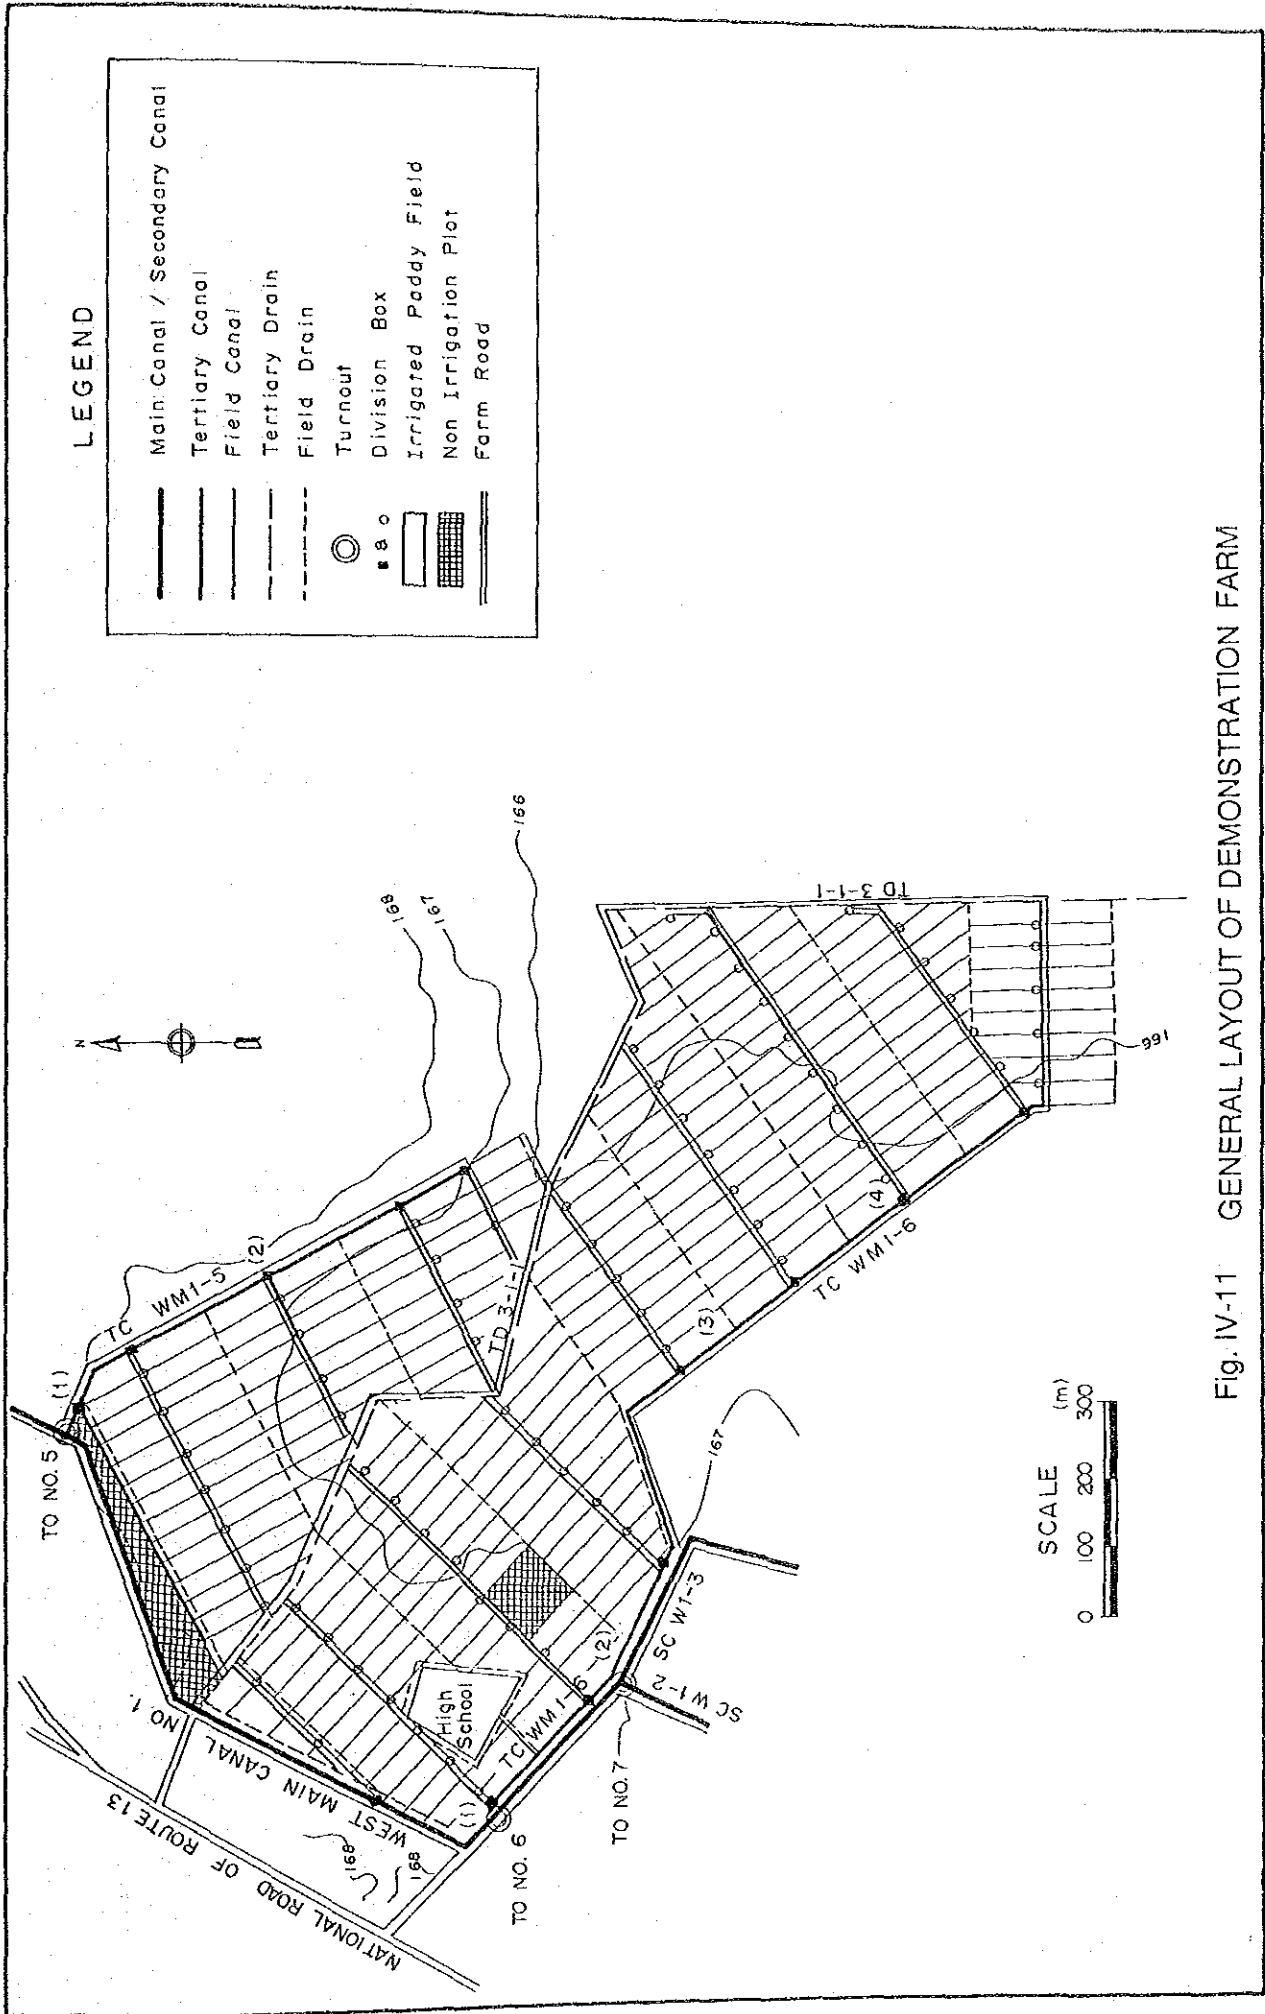 LEGEND
Main Canal / Secondary Canal
Tertiary Canal
Field Canal
Tertiary Drain
Field Drain
Turnout
Division Box
Irrigated Paddy Field
Non Irrigation Plot
Farm Road
N
NATIONAL ROAD OF ROUTE 13
WEST MAIN CANAL NO. 1
TO NO. 5
(1)
TC WM1-5
(2)
168
167
166
168
168
High School
TD 3-1-1
TD 3-1-1
(1)
TO NO. 6
TC WM1-6
(2)
TO NO. 7
SC W1-2
SC W1-3
167
(3)
TC WM1-6
(4)
166
SCALE
0 100 200 300 (m)
Fig. IV-11 GENERAL LAYOUT OF DEMONSTRATION FARM